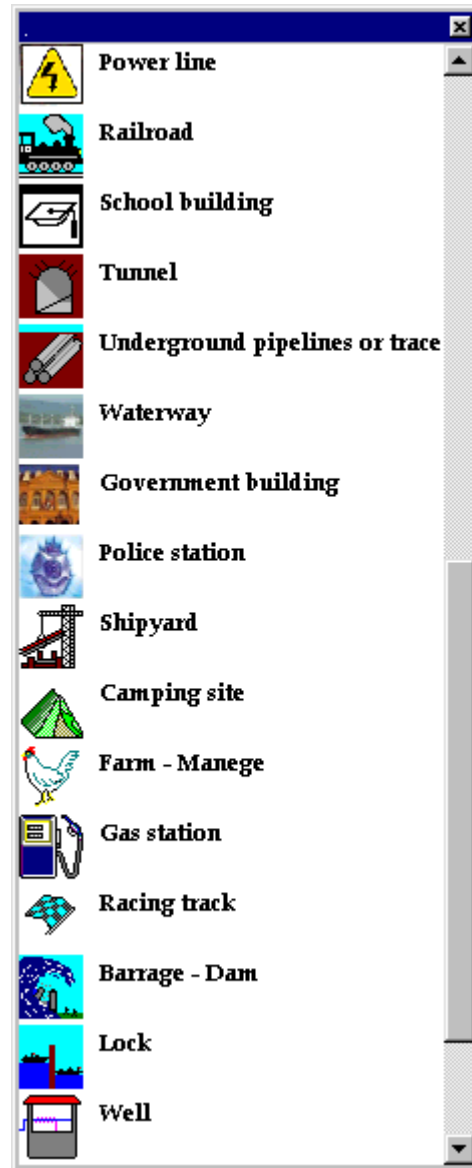 Power line
Railroad
School building
Tunnel
Underground pipelines or trace
Waterway
Government building
Police station
Shipyard
Camping site
Farm - Manege
Gas station
Racing track
Barrage - Dam
Lock
Well